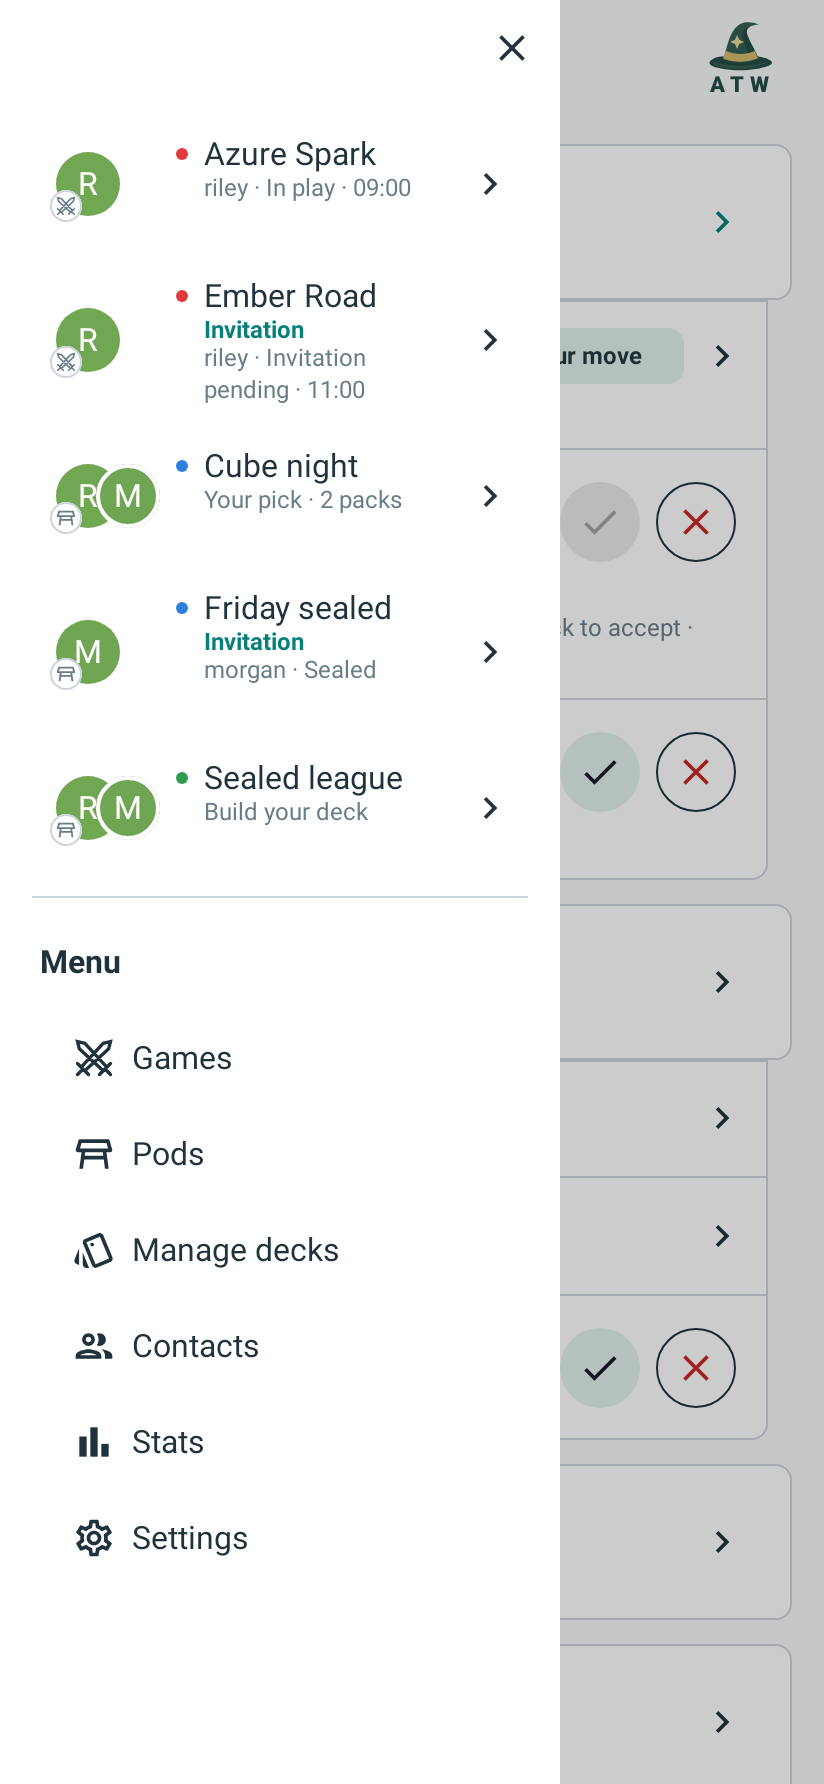 ATW
R
Azure Spark
riley · In play · 09:00
R
Ember Road
Invitation
riley · Invitation
pending · 11:00
move
R M
Cube night
Your pick · 2 packs
M
Friday sealed
Invitation
morgan · Sealed
to accept ·
R M
Sealed league
Build your deck
Menu
Games
Pods
Manage decks
Contacts
Stats
Settings